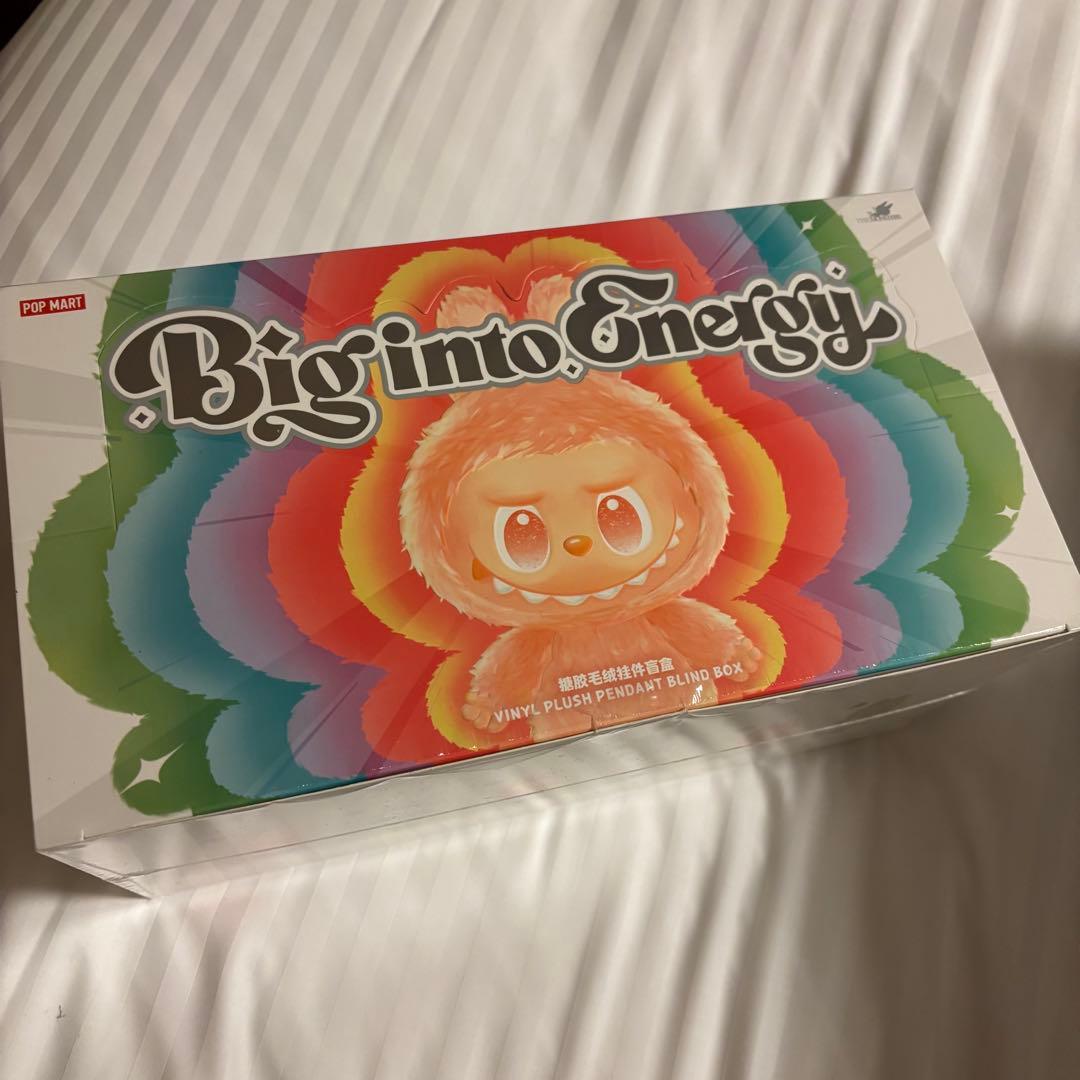 POP MART
Big into Energy
搪胶毛绒挂件盲盒
VINYL PLUSH PENDANT BLIND BOX